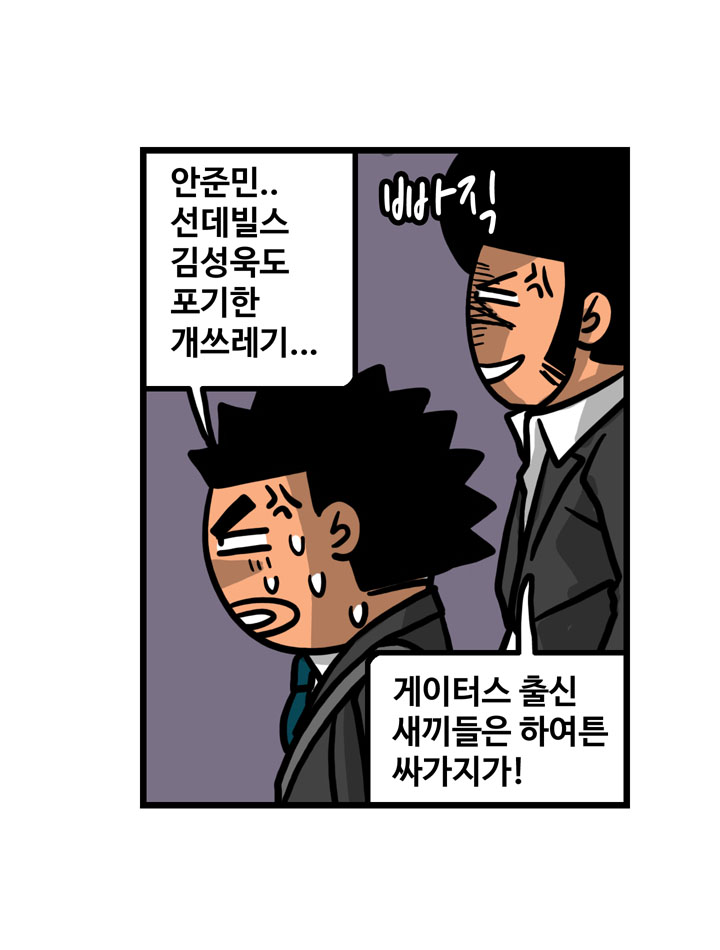 안준민..
선데빌스
김성욱도
포기한
개쓰레기...
빠직
게이터스 출신
새끼들은 하여튼
싸가지가!